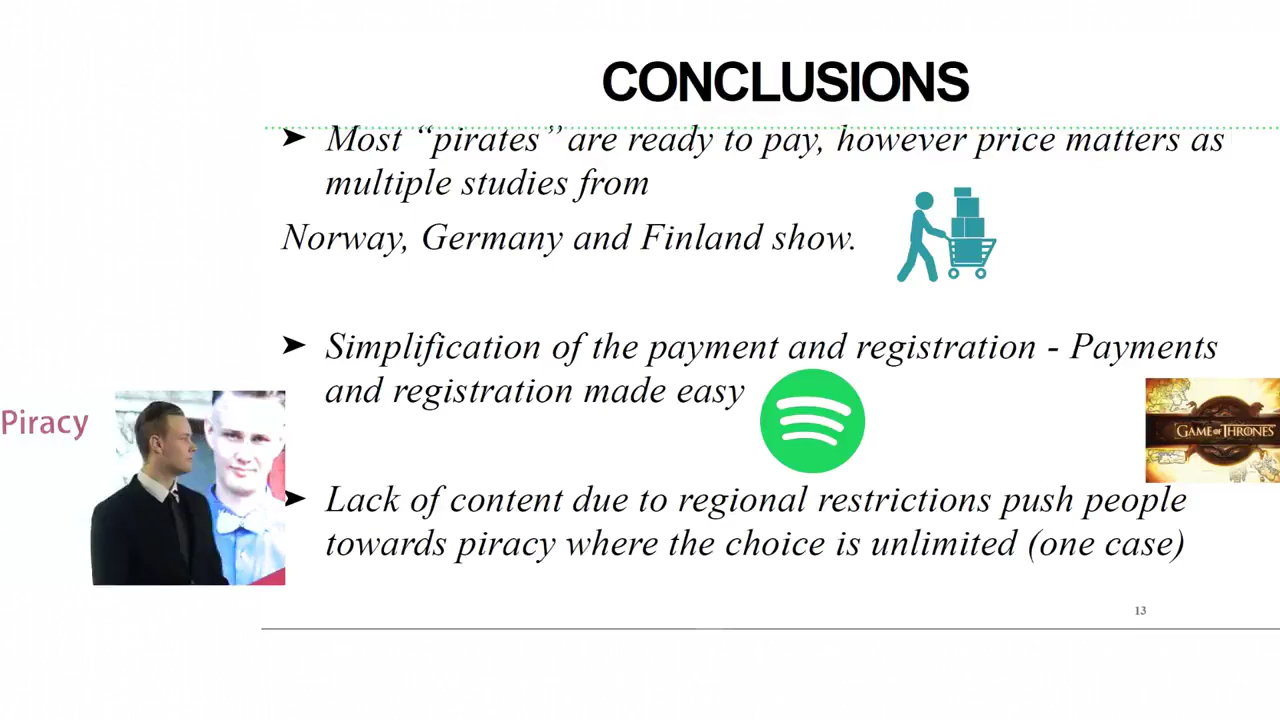 CONCLUSIONS
➤ Most “pirates” are ready to pay, however price matters as
multiple studies from
Norway, Germany and Finland show.
➤ Simplification of the payment and registration - Payments
and registration made easy
Piracy
GAME OF THRONES
➤ Lack of content due to regional restrictions push people
towards piracy where the choice is unlimited (one case)
13